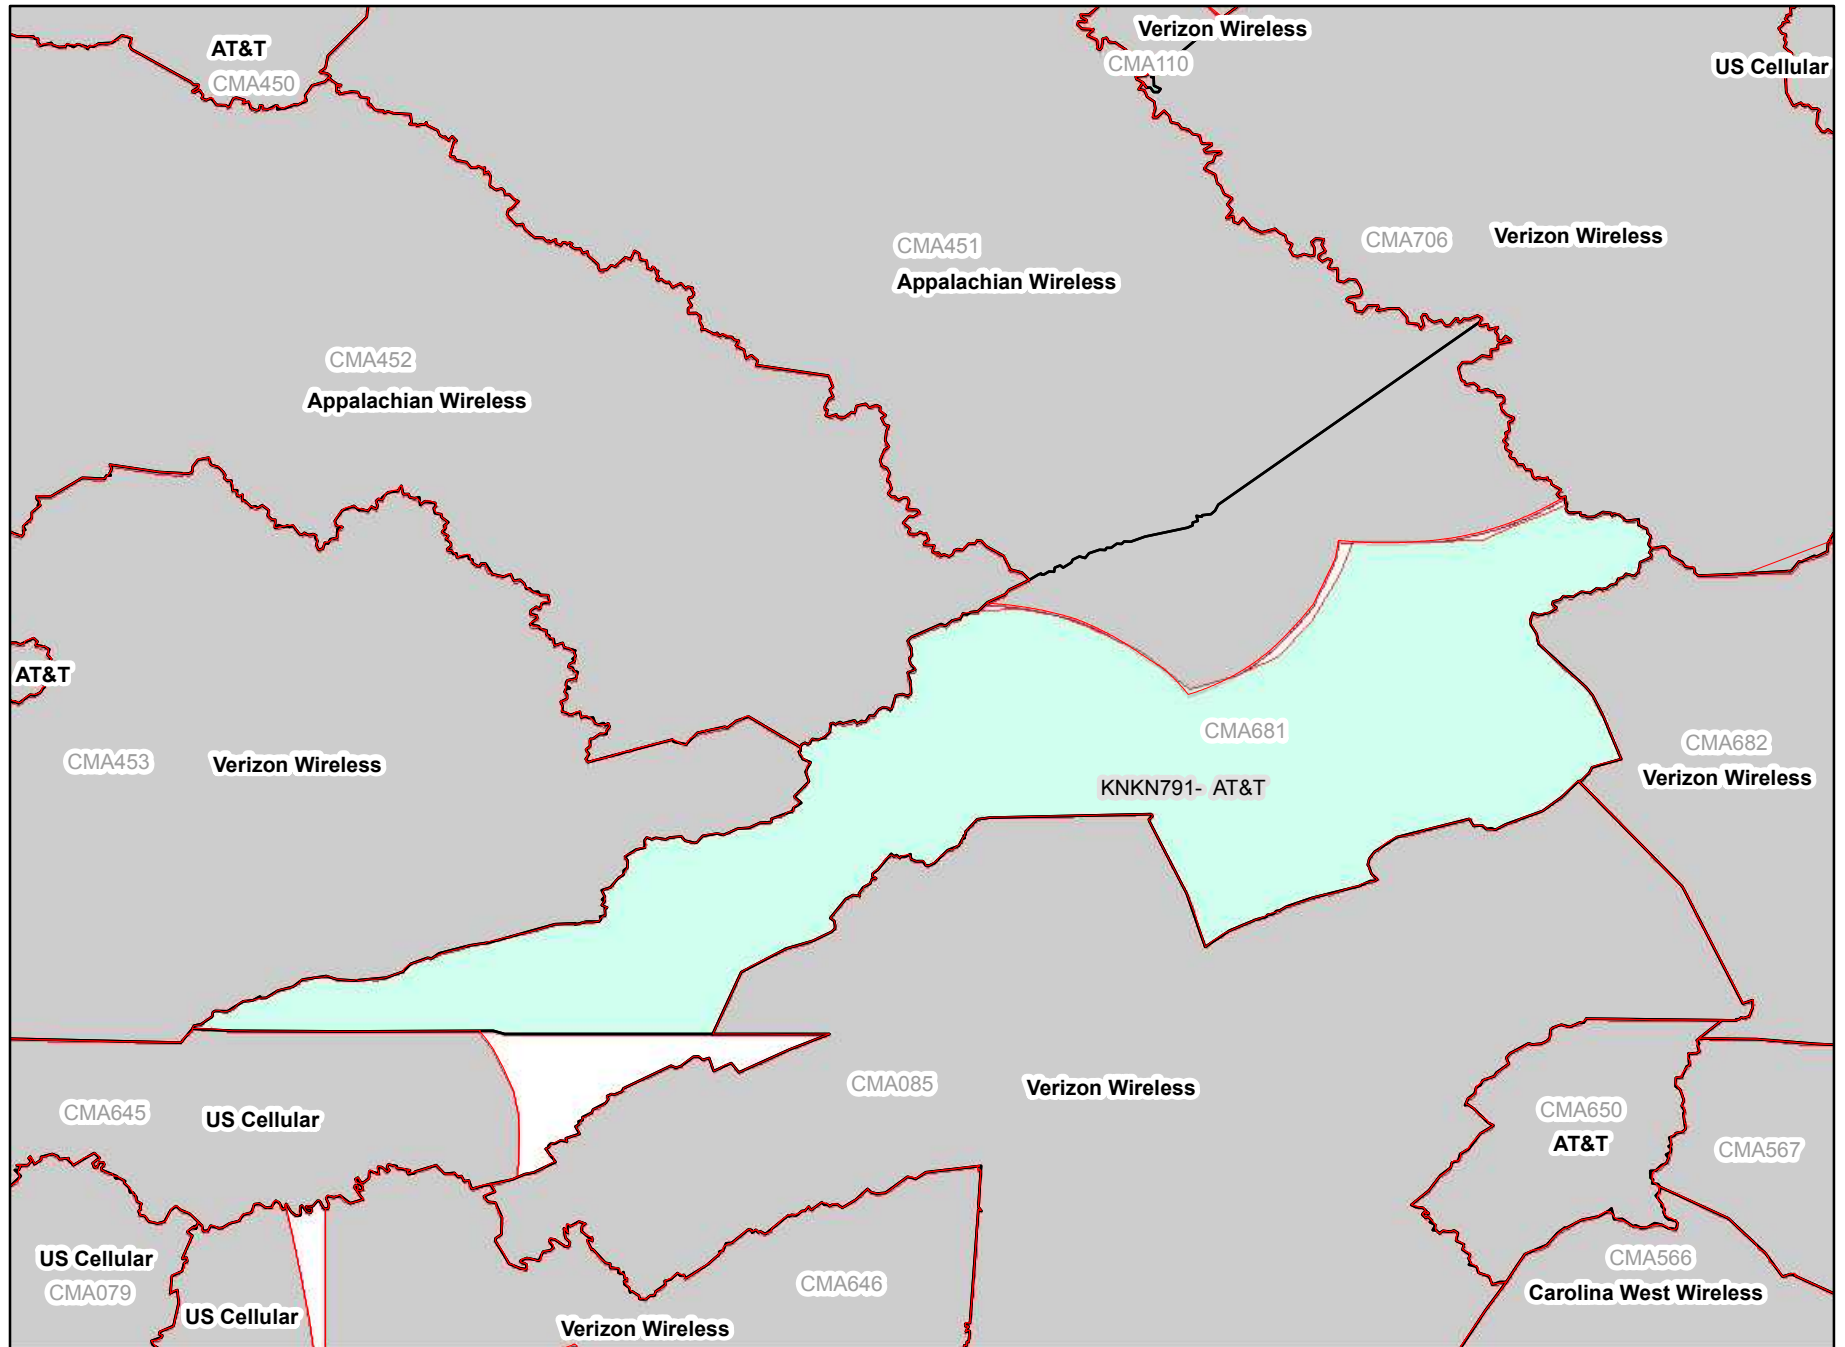 Verizon Wireless
AT&T
CMA450
CMA110
US Cellular
CMA451
Appalachian Wireless
CMA706
Verizon Wireless
CMA452
Appalachian Wireless
AT&T
CMA453
Verizon Wireless
CMA681
KNKN791- AT&T
CMA682
Verizon Wireless
CMA645
US Cellular
CMA085
Verizon Wireless
CMA650
AT&T
CMA567
US Cellular
CMA079
US Cellular
CMA646
Verizon Wireless
CMA566
Carolina West Wireless